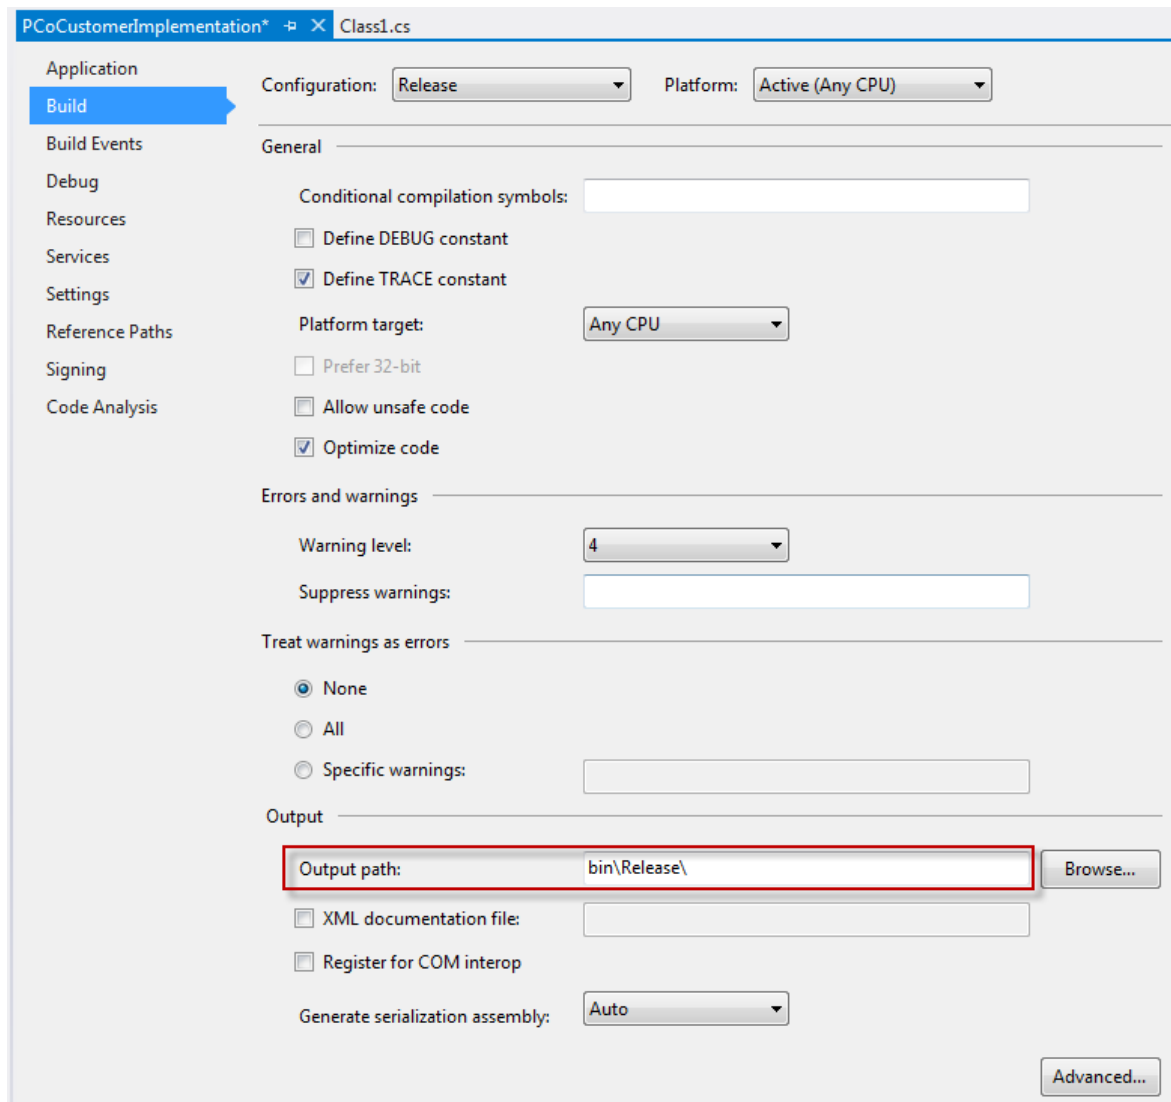 PCoCustomerImplementation* Class1.cs
Application
Build
Build Events
Debug
Resources
Services
Settings
Reference Paths
Signing
Code Analysis
Configuration: Release Platform: Active (Any CPU)
General
Conditional compilation symbols:
Define DEBUG constant
Define TRACE constant
Platform target: Any CPU
Prefer 32-bit
Allow unsafe code
Optimize code
Errors and warnings
Warning level: 4
Suppress warnings:
Treat warnings as errors
None
All
Specific warnings:
Output
Output path: bin\Release\ Browse...
XML documentation file:
Register for COM interop
Generate serialization assembly: Auto
Advanced...